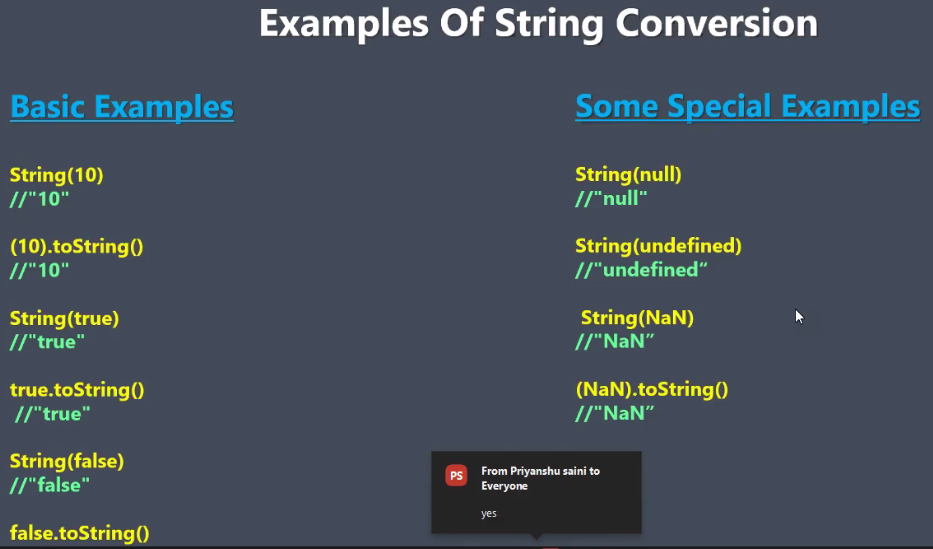 Examples Of String Conversion
Basic Examples
String(10)
//"10"
(10).toString()
//"10"
String(true)
//"true"
true.toString()
//"true"
String(false)
//"false"
false.toString()
Some Special Examples
String(null)
//"null"
String(undefined)
//"undefined“
String(NaN)
//"NaN”
(NaN).toString()
//"NaN”
PS
From Priyanshu saini to
Everyone
yes